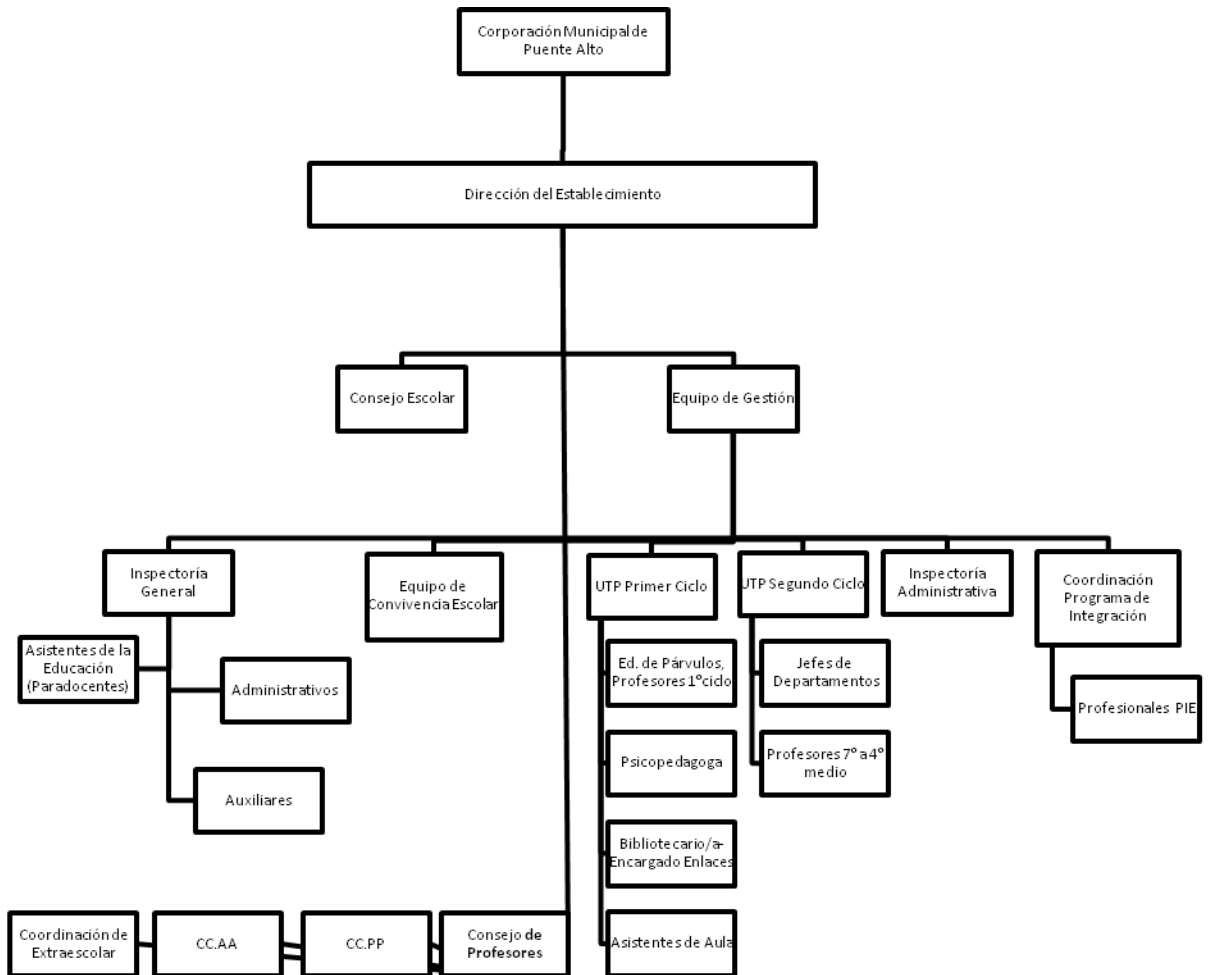 Corporación Municipal de
Puente Alto
Dirección del Establecimiento
Consejo Escolar
Equipo de Gestión
Inspectoría
General
Equipo de
Convivencia Escolar
UTP Primer Ciclo
UTP Segundo Ciclo
Inspectoría
Administrativa
Coordinación
Programa de
Integración
Asistentes de la
Educación
(Paradocentes)
Administrativos
Auxiliares
Ed. de Párvulos,
Profesores 1°ciclo
Psicopedagoga
Bibliotecario/a-
Encargado Enlaces
Asistentes de Aula
Jefes de
Departamentos
Profesores 7° a 4°
medio
Profesionales PIE
Coordinación de
Extraescolar
CC.AA
CC.PP
Consejo de
Profesores